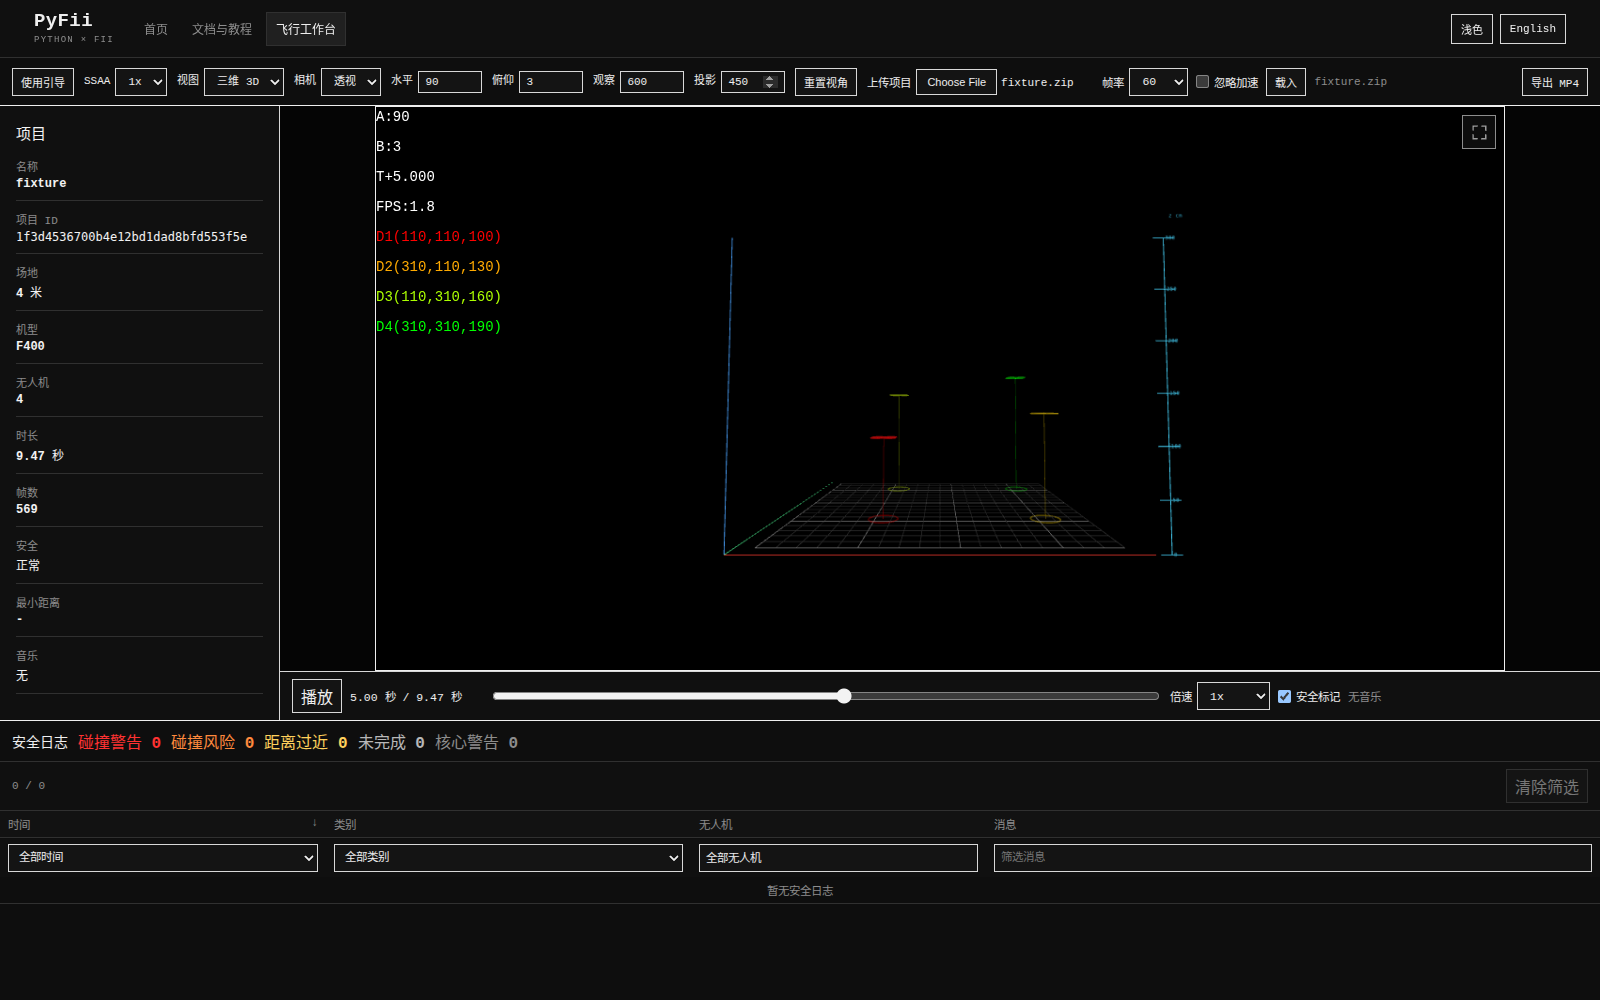 PyFii
PYTHON × FII
首页 文档与教程 飞行工作台
浅色 English
使用引导 SSAA 1x 视图 三维 3D 相机 透视 水平 90 俯仰 3 观察 600 投影 450 重置视角 上传项目 Choose File fixture.zip 帧率 60 忽略加速 载入 fixture.zip 导出 MP4
项目
名称
fixture
项目 ID
1f3d4536700b4e12bd1dad8bfd553f5e
场地
4 米
机型
F400
无人机
4
时长
9.47 秒
帧数
569
安全
正常
最小距离
-
音乐
无
A:90
B:3
T+5.000
FPS:1.8
D1(110,110,100)
D2(310,110,130)
D3(110,310,160)
D4(310,310,190)
播放 5.00 秒 / 9.47 秒 倍速 1x 安全标记 无音乐
安全日志 碰撞警告 0 碰撞风险 0 距离过近 0 未完成 0 核心警告 0
0 / 0 清除筛选
时间 ↓ 类别 无人机 消息
全部时间 全部类别 全部无人机 筛选消息
暂无安全日志